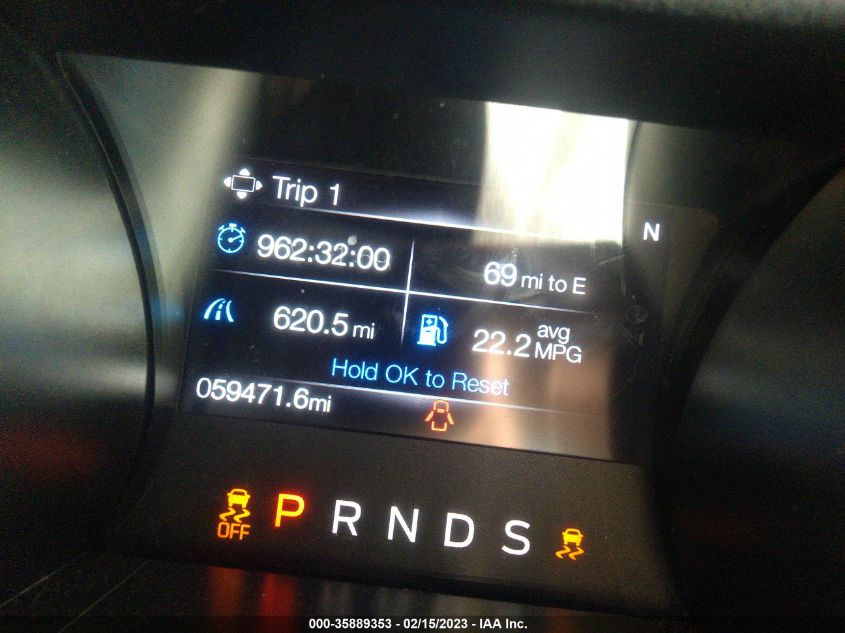 Trip 1
N
962:32:00
69 mi to E
620.5 mi
22.2 avg MPG
Hold OK to Reset
059471.6mi
OFF P R N D S
000-35889353 - 02/15/2023 - IAA Inc.